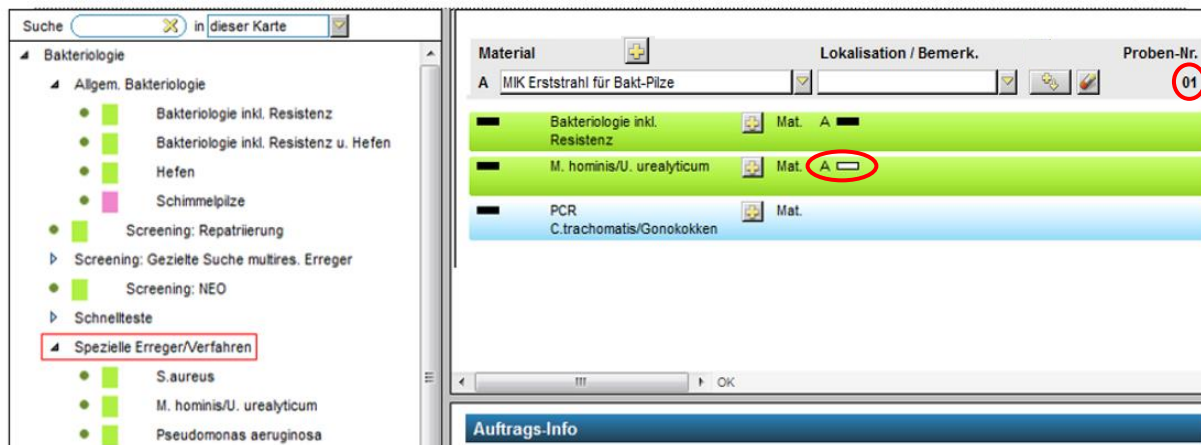 Suche in dieser Karte
Bakteriologie
Allgem. Bakteriologie
Bakteriologie inkl. Resistenz
Bakteriologie inkl. Resistenz u. Hefen
Hefen
Schimmelpilze
Screening: Repatriierung
Screening: Gezielte Suche multires. Erreger
Screening: NEO
Schnellteste
Spezielle Erreger/Verfahren
S.aureus
M. hominis/U. urealyticum
Pseudomonas aeruginosa
Material Lokalisation / Bemerk. Proben-Nr.
A MIK Erststrahl für Bakt-Pilze 01
Bakteriologie inkl. Mat. A
Resistenz
M. hominis/U. urealyticum Mat. A
PCR Mat.
C.trachomatis/Gonokokken
OK
Auftrags-Info